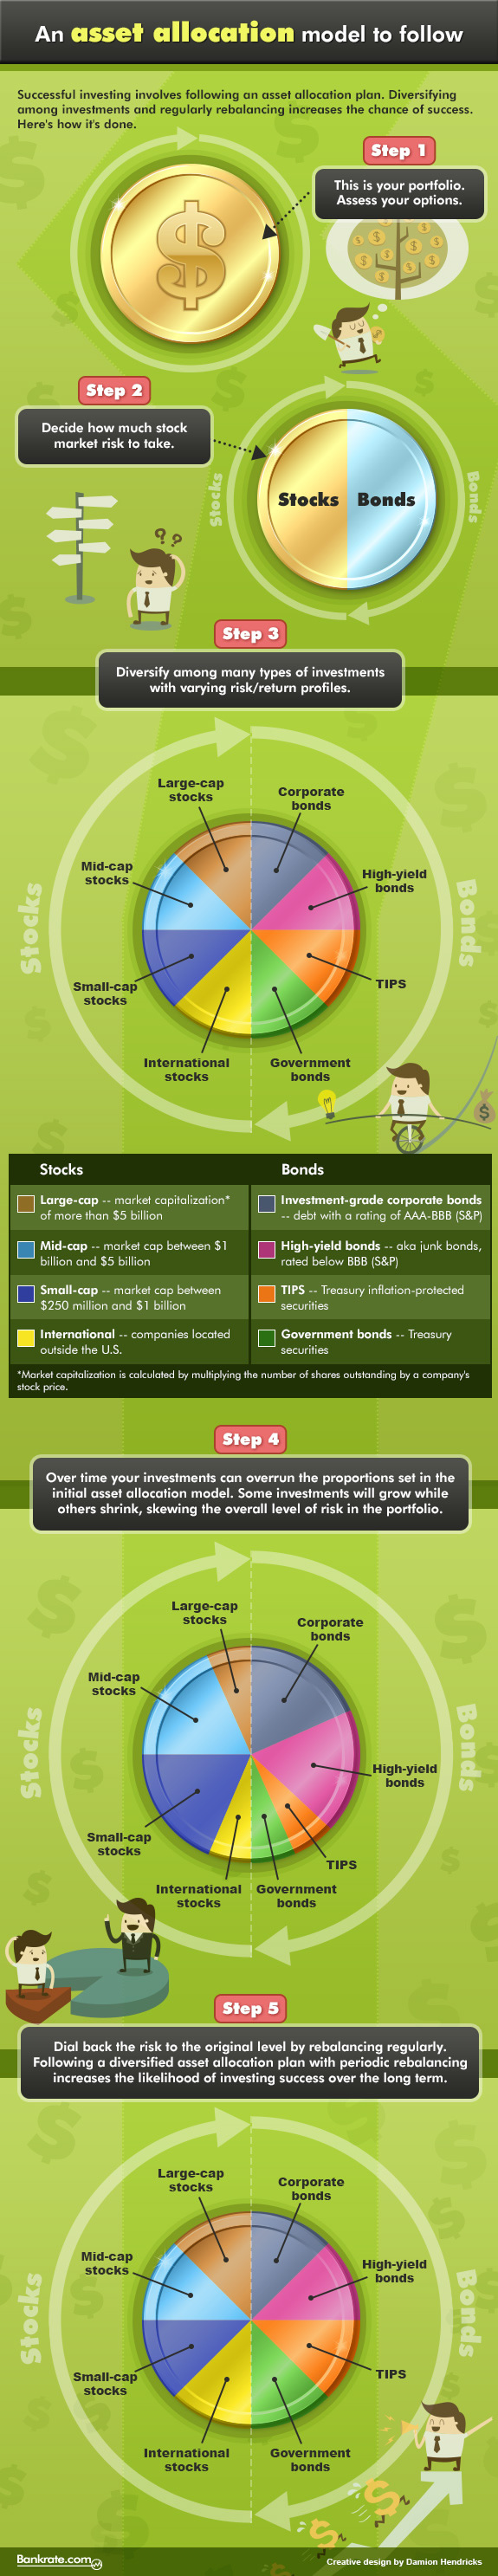 An asset allocation model to follow
Successful investing involves following an asset allocation plan. Diversifying
among investments and regularly rebalancing increases the chance of success.
Here's how it's done.
Step 1
This is your portfolio.
Assess your options.
$
Step 2
Decide how much stock
market risk to take.
Stocks
Stocks
Bonds
Bonds
? ?
Step 3
Diversify among many types of investments
with varying risk/return profiles.
Large-cap
stocks
Corporate
bonds
Mid-cap
stocks
High-yield
bonds
Stocks
Bonds
Small-cap
stocks
TIPS
International
stocks
Government
bonds
$
Stocks
Bonds
Large-cap -- market capitalization*
of more than $5 billion
Investment-grade corporate bonds
-- debt with a rating of AAA-BBB (S&P)
Mid-cap -- market cap between $1
billion and $5 billion
High-yield bonds -- aka junk bonds,
rated below BBB (S&P)
Small-cap -- market cap between
$250 million and $1 billion
TIPS -- Treasury inflation-protected
securities
International -- companies located
outside the U.S.
Government bonds -- Treasury
securities
*Market capitalization is calculated by multiplying the number of shares outstanding by a company's
stock price.
Step 4
Over time your investments can overrun the proportions set in the
initial asset allocation model. Some investments will grow while
others shrink, skewing the overall level of risk in the portfolio.
Large-cap
stocks
Corporate
bonds
Mid-cap
stocks
Stocks
Bonds
High-yield
bonds
Small-cap
stocks
TIPS
International
stocks
Government
bonds
Step 5
Dial back the risk to the original level by rebalancing regularly.
Following a diversified asset allocation plan with periodic rebalancing
increases the likelihood of investing success over the long term.
Large-cap
stocks
Corporate
bonds
Mid-cap
stocks
High-yield
bonds
Stocks
Bonds
Small-cap
stocks
TIPS
International
stocks
Government
bonds
Bankrate.com
Creative design by Damion Hendricks